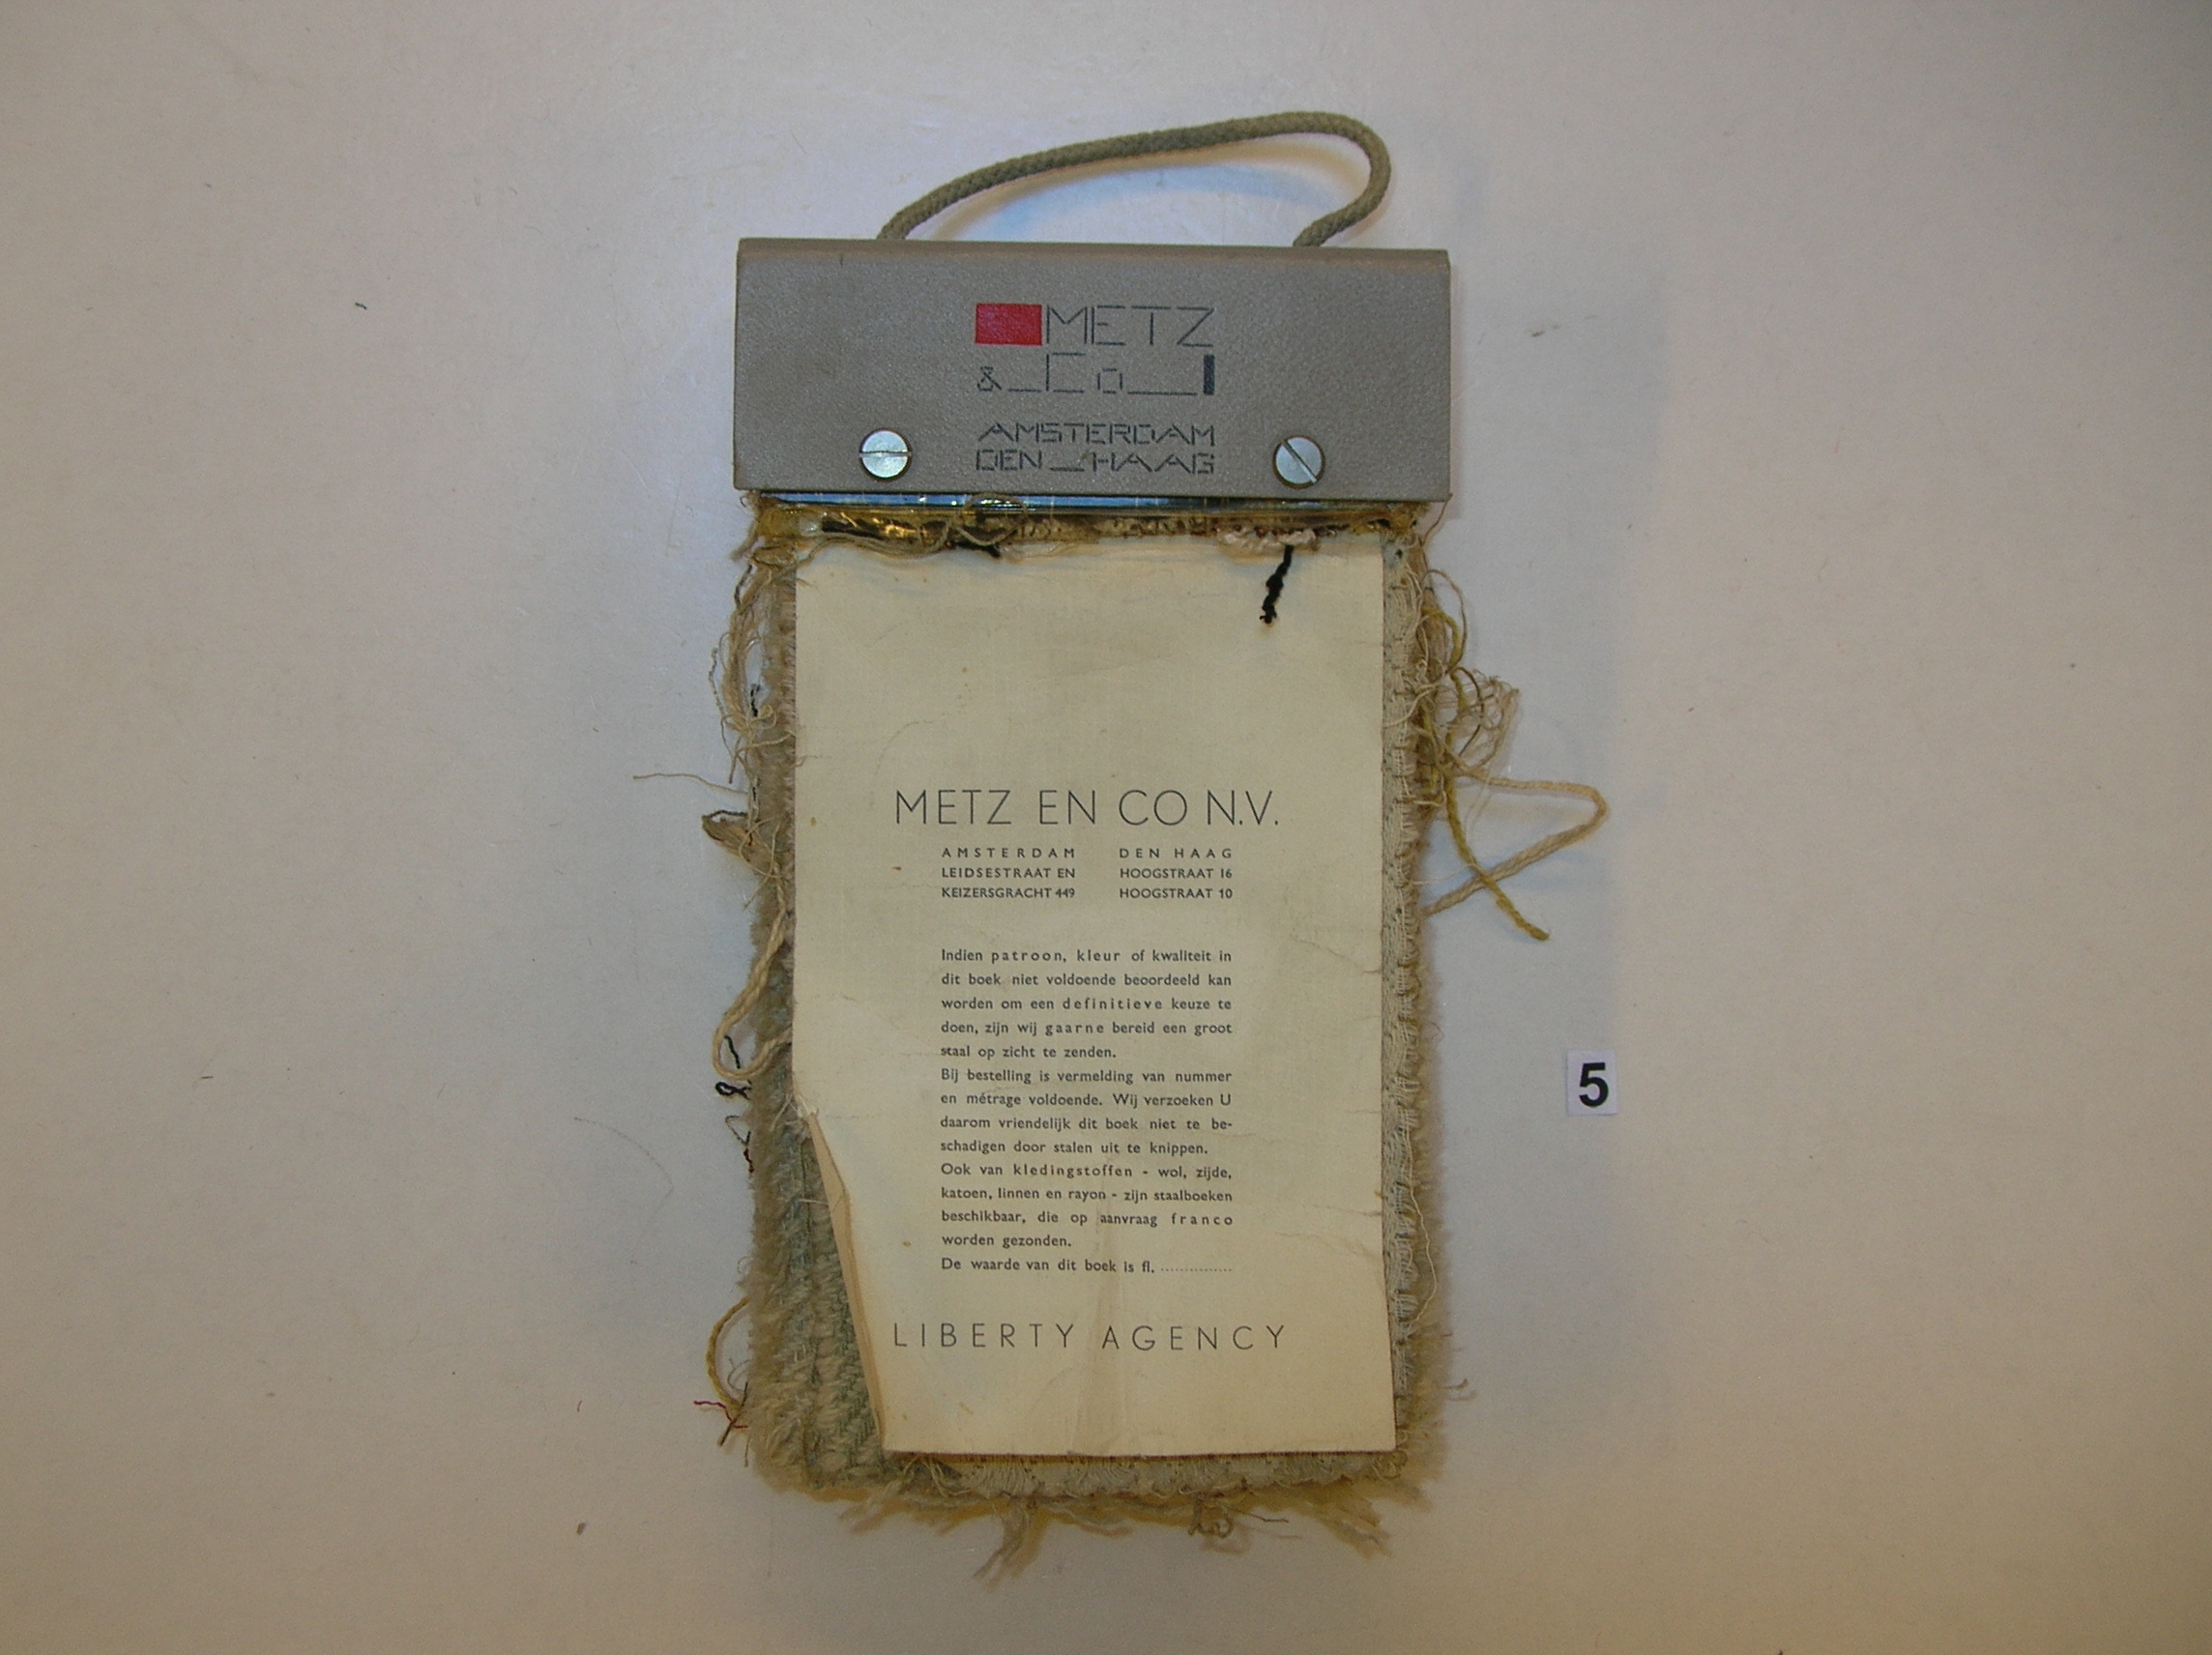 METZ
& Co
AMSTERDAM
DEN HAAG
METZ EN CO N.V.
AMSTERDAM DEN HAAG
LEIDSESTRAAT EN HOOGSTRAAT 16
KEIZERSGRACHT 449 HOOGSTRAAT 10
Indien patroon, kleur of kwaliteit in
dit boek niet voldoende beoordeeld kan
worden om een definitieve keuze te
doen, zijn wij gaarne bereid een groot
staal op zicht te zenden.
Bij bestelling is vermelding van nummer
en métrage voldoende. Wij verzoeken U
daarom vriendelijk dit boek niet te be-
schadigen door stalen uit te knippen.
Ook van kledingstoffen - wol, zijde,
katoen, linnen en rayon - zijn staalboeken
beschikbaar, die op aanvraag franco
worden gezonden.
De waarde van dit boek is fl. ...............
LIBERTY AGENCY
5